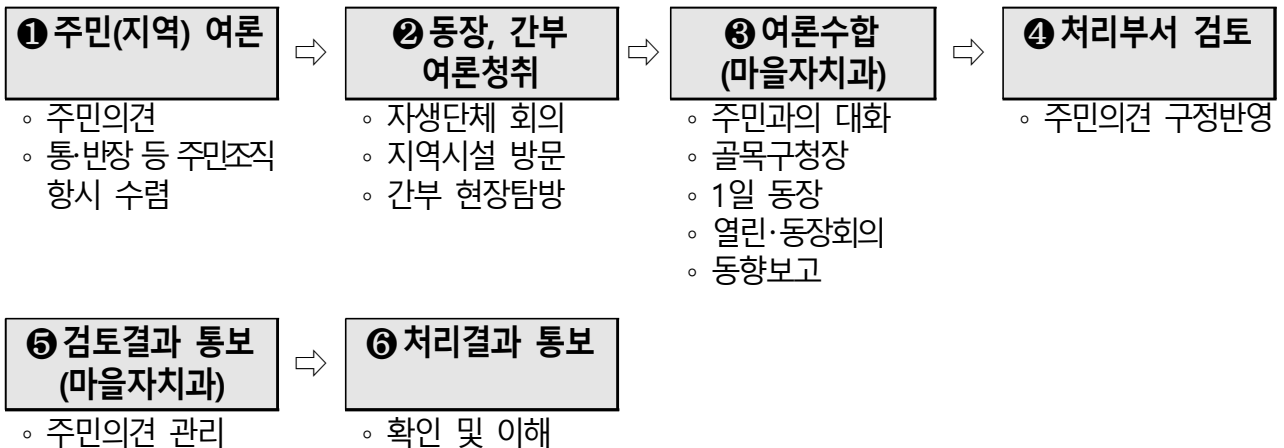 ❶ 주민(지역) 여론
⇨
❷ 동장, 간부
여론청취
⇨
❸ 여론수합
(마을자치과)
⇨
❹ 처리부서 검토
◦ 주민의견
◦ 통·반장 등 주민조직
항시 수렴
◦ 자생단체 회의
◦ 지역시설 방문
◦ 간부 현장탐방
◦ 주민과의 대화
◦ 골목구청장
◦ 1일 동장
◦ 열린·동장회의
◦ 동향보고
◦ 주민의견 구정반영
❺ 검토결과 통보
(마을자치과)
⇨
❻ 처리결과 통보
◦ 주민의견 관리
◦ 확인 및 이해